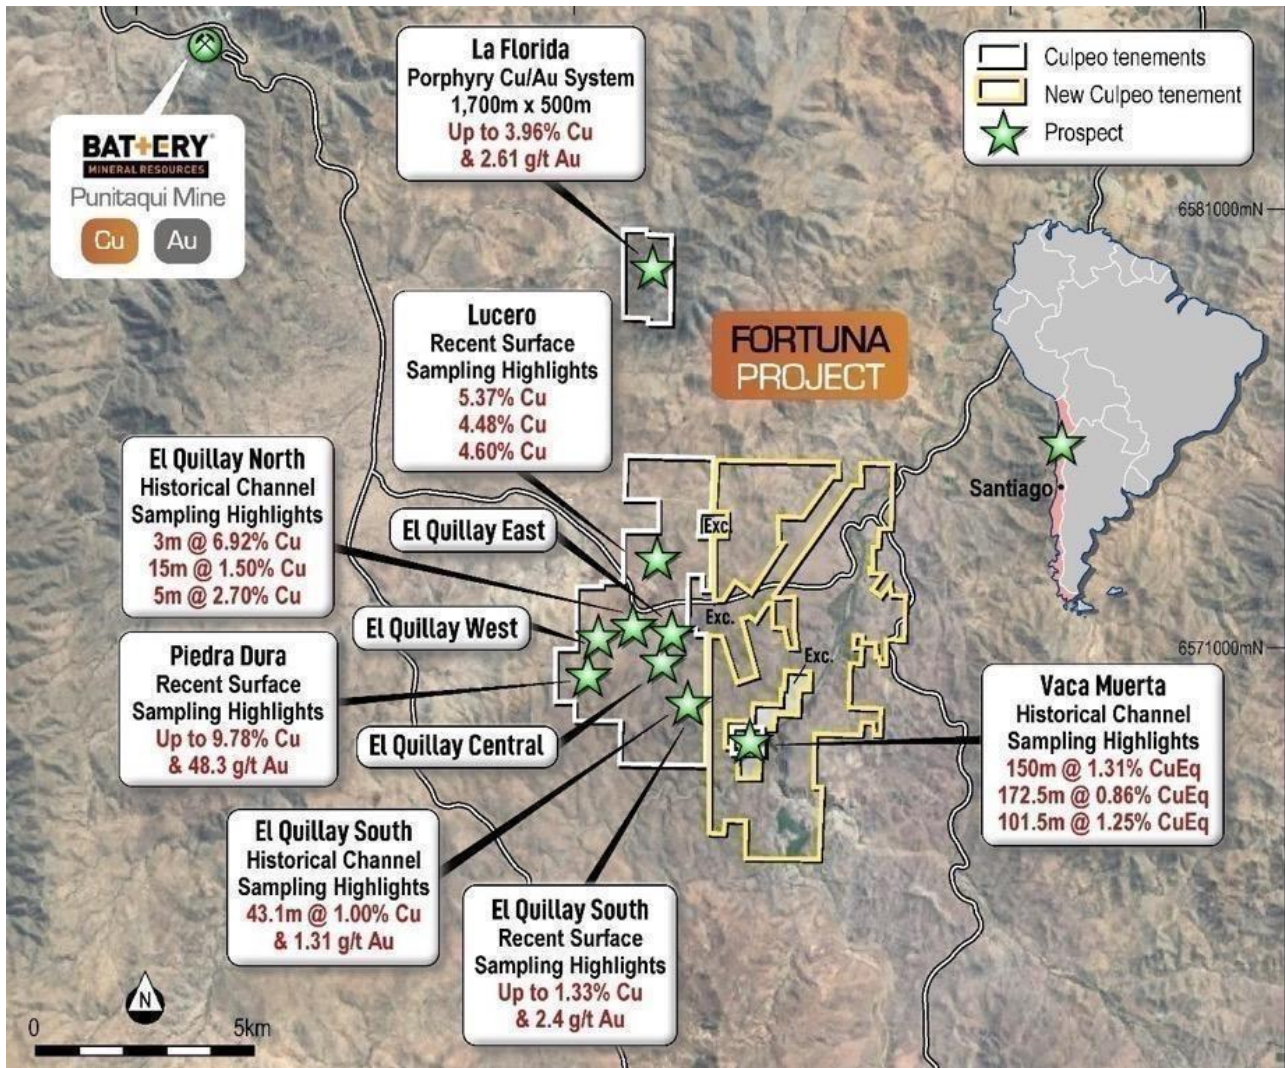 La Florida
Porphyry Cu/Au System
1,700m x 500m
Up to 3.96% Cu
& 2.61 g/t Au
Culpeo tenements
New Culpeo tenement
Prospect
BATTERY
MINERAL RESOURCES
Punitaqui Mine
Cu
Au
6581000mN
Lucero
Recent Surface
Sampling Highlights
5.37% Cu
4.48% Cu
4.60% Cu
FORTUNA
PROJECT
Santiago
El Quillay North
Historical Channel
Sampling Highlights
3m @ 6.92% Cu
15m @ 1.50% Cu
5m @ 2.70% Cu
El Quillay East
Exc.
Exc.
Exc.
El Quillay West
6571000mN
Piedra Dura
Recent Surface
Sampling Highlights
Up to 9.78% Cu
& 48.3 g/t Au
El Quillay Central
Vaca Muerta
Historical Channel
Sampling Highlights
150m @ 1.31% CuEq
172.5m @ 0.86% CuEq
101.5m @ 1.25% CuEq
El Quillay South
Historical Channel
Sampling Highlights
43.1m @ 1.00% Cu
& 1.31 g/t Au
El Quillay South
Recent Surface
Sampling Highlights
Up to 1.33% Cu
& 2.4 g/t Au
N
0
5km